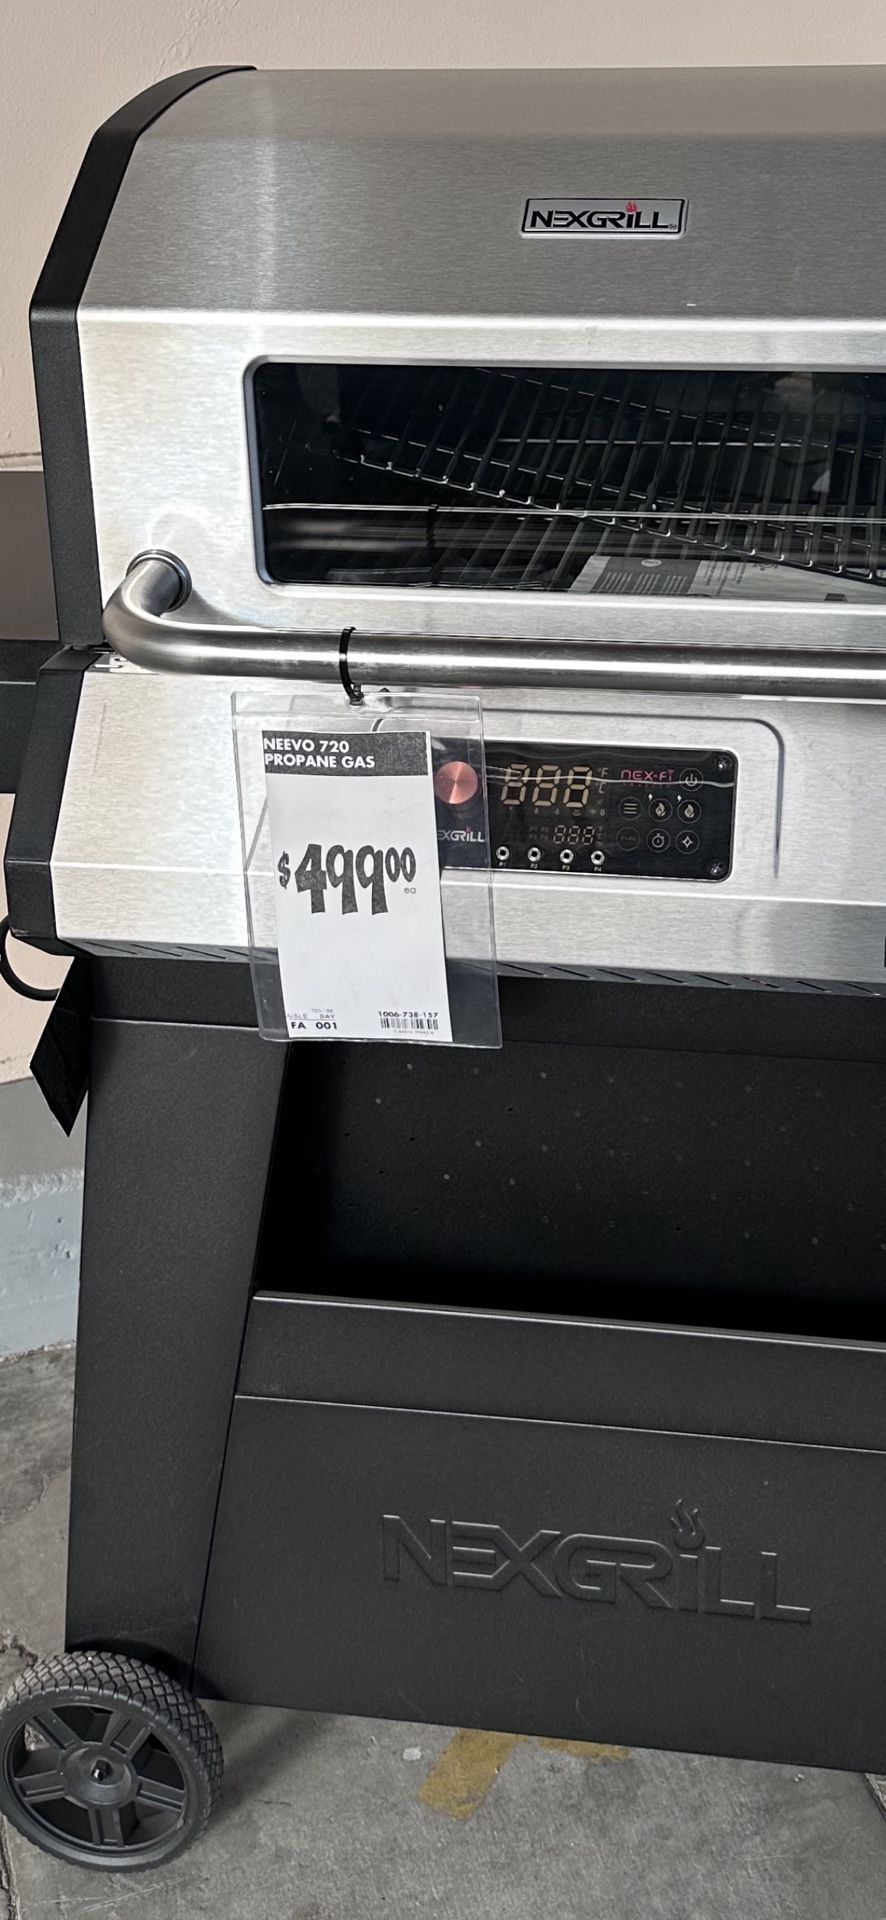 NEXGRILL
NEEVO 720
PROPANE GAS
$499.00
ea
AISLE BAY
FA 001
1006-738-157
888 °F
°C
NEX-Fi
EXGRILL
888
P1 P2 P3 P4
NEXGRILL